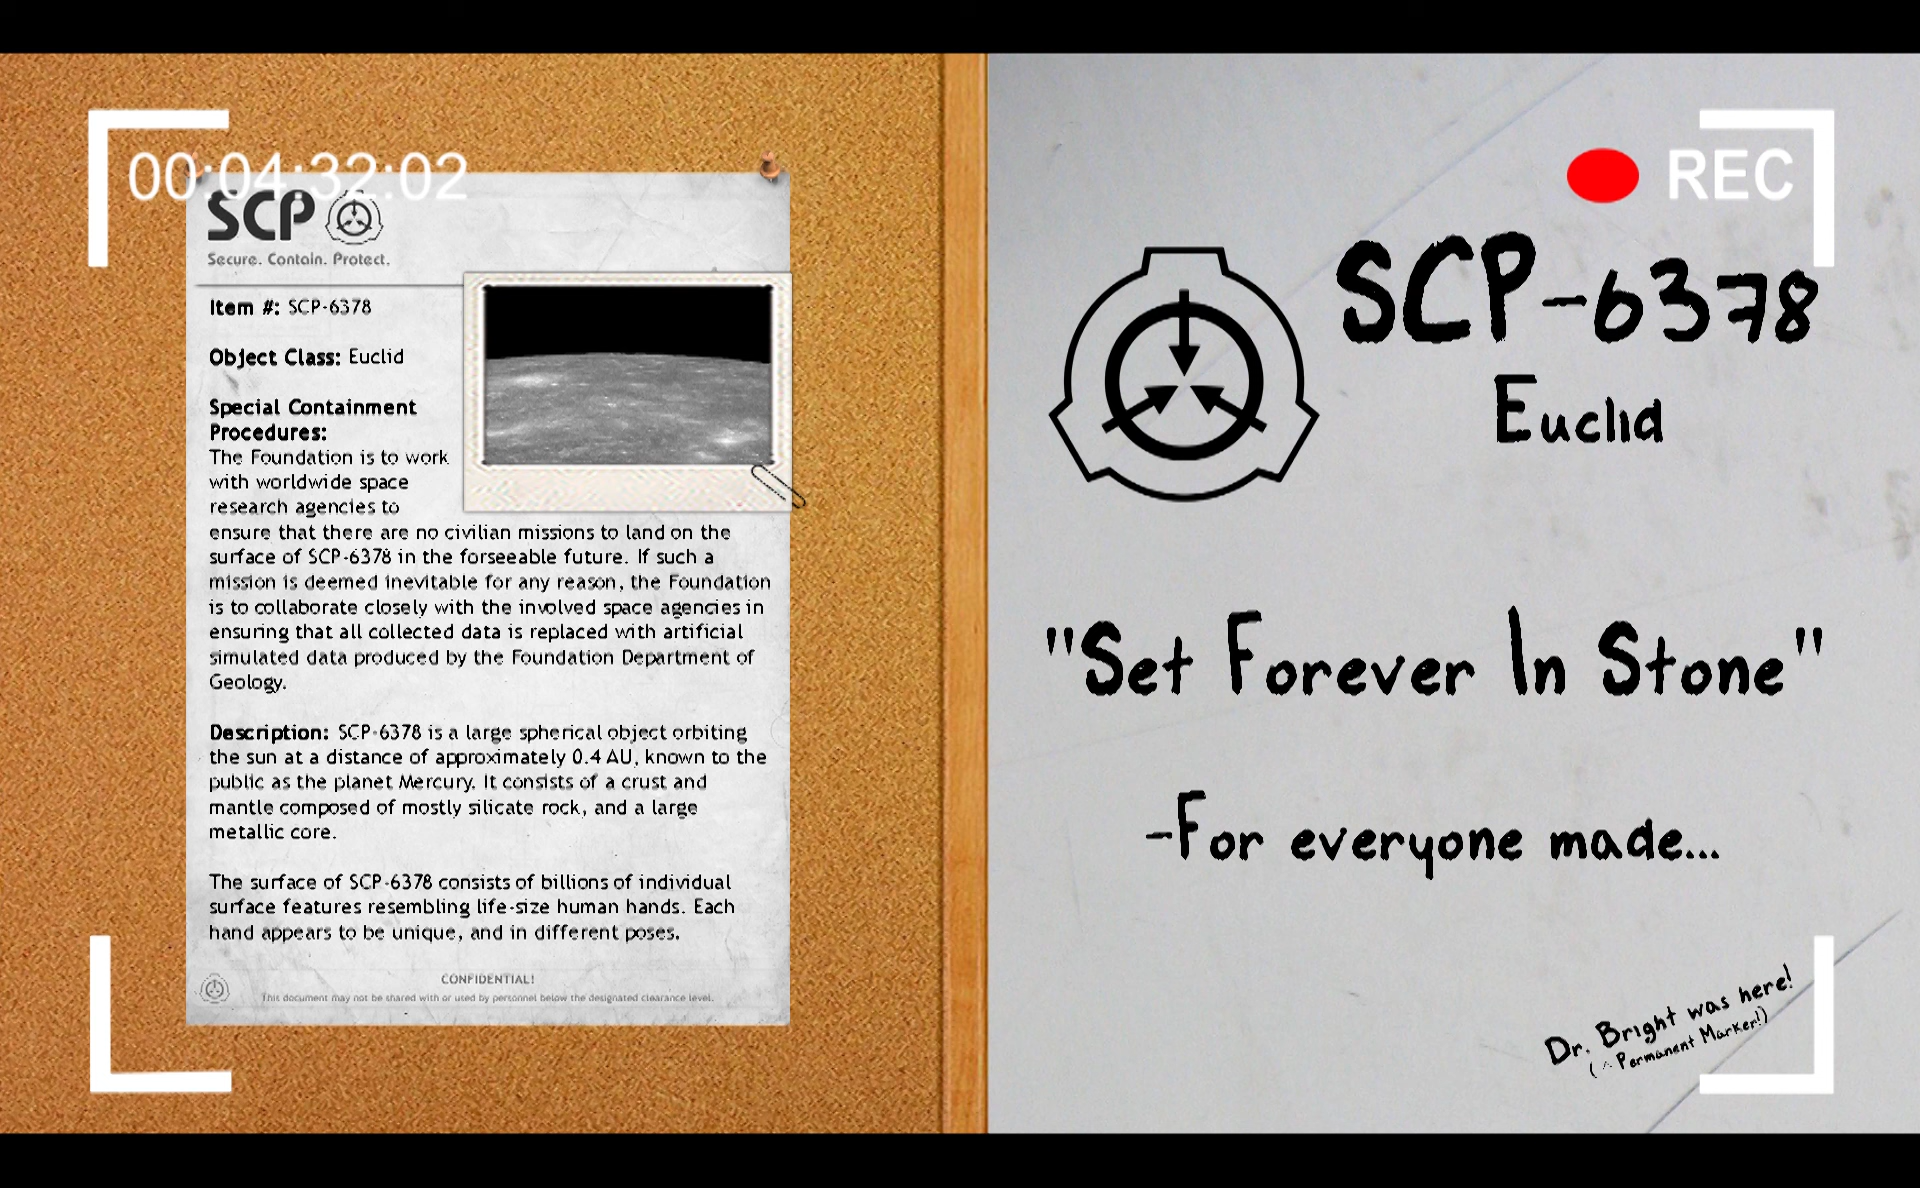 00:04:32:02
REC
SCP
Secure. Contain. Protect.
Item #: SCP-6378
Object Class: Euclid
Special Containment
Procedures:
The Foundation is to work
with worldwide space
research agencies to
ensure that there are no civilian missions to land on the
surface of SCP-6378 in the forseeable future. If such a
mission is deemed inevitable for any reason, the Foundation
is to collaborate closely with the involved space agencies in
ensuring that all collected data is replaced with artificial
simulated data produced by the Foundation Department of
Geology.
Description: SCP-6378 is a large spherical object orbiting
the sun at a distance of approximately 0.4 AU, known to the
public as the planet Mercury. It consists of a crust and
mantle composed of mostly silicate rock, and a large
metallic core.
The surface of SCP-6378 consists of billions of individual
surface features resembling life-size human hands. Each
hand appears to be unique, and in different poses.
CONFIDENTIAL!
This document may not be shared with or used by personnel below the designated clearance level.
SCP-6378
Euclid
"Set Forever In Stone"
-For everyone made...
Dr. Bright was here!
(^ Permanent Marker!)